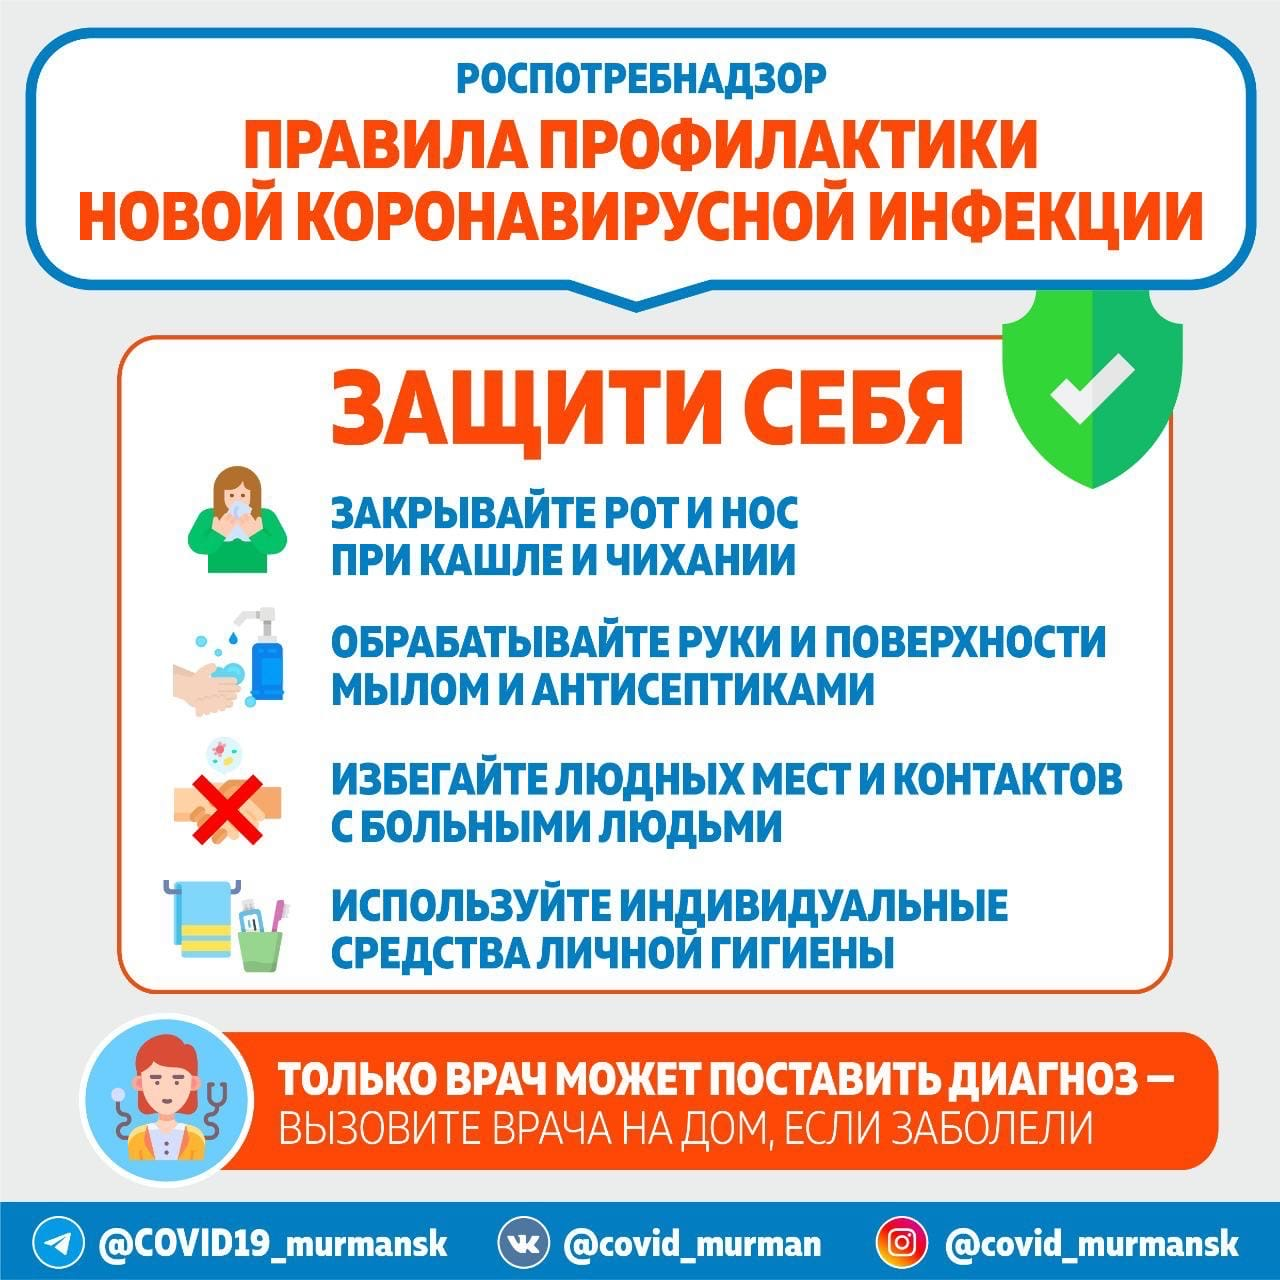 РОСПОТРЕБНАДЗОР
ПРАВИЛА ПРОФИЛАКТИКИ
НОВОЙ КОРОНАВИРУСНОЙ ИНФЕКЦИИ
ЗАЩИТИ СЕБЯ
ЗАКРЫВАЙТЕ РОТ И НОС
ПРИ КАШЛЕ И ЧИХАНИИ
ОБРАБАТЫВАЙТЕ РУКИ И ПОВЕРХНОСТИ
МЫЛОМ И АНТИСЕПТИКАМИ
ИЗБЕГАЙТЕ ЛЮДНЫХ МЕСТ И КОНТАКТОВ
С БОЛЬНЫМИ ЛЮДЬМИ
ИСПОЛЬЗУЙТЕ ИНДИВИДУАЛЬНЫЕ
СРЕДСТВА ЛИЧНОЙ ГИГИЕНЫ
ТОЛЬКО ВРАЧ МОЖЕТ ПОСТАВИТЬ ДИАГНОЗ —
ВЫЗОВИТЕ ВРАЧА НА ДОМ, ЕСЛИ ЗАБОЛЕЛИ
@COVID19_murmansk @covid_murman @covid_murmansk